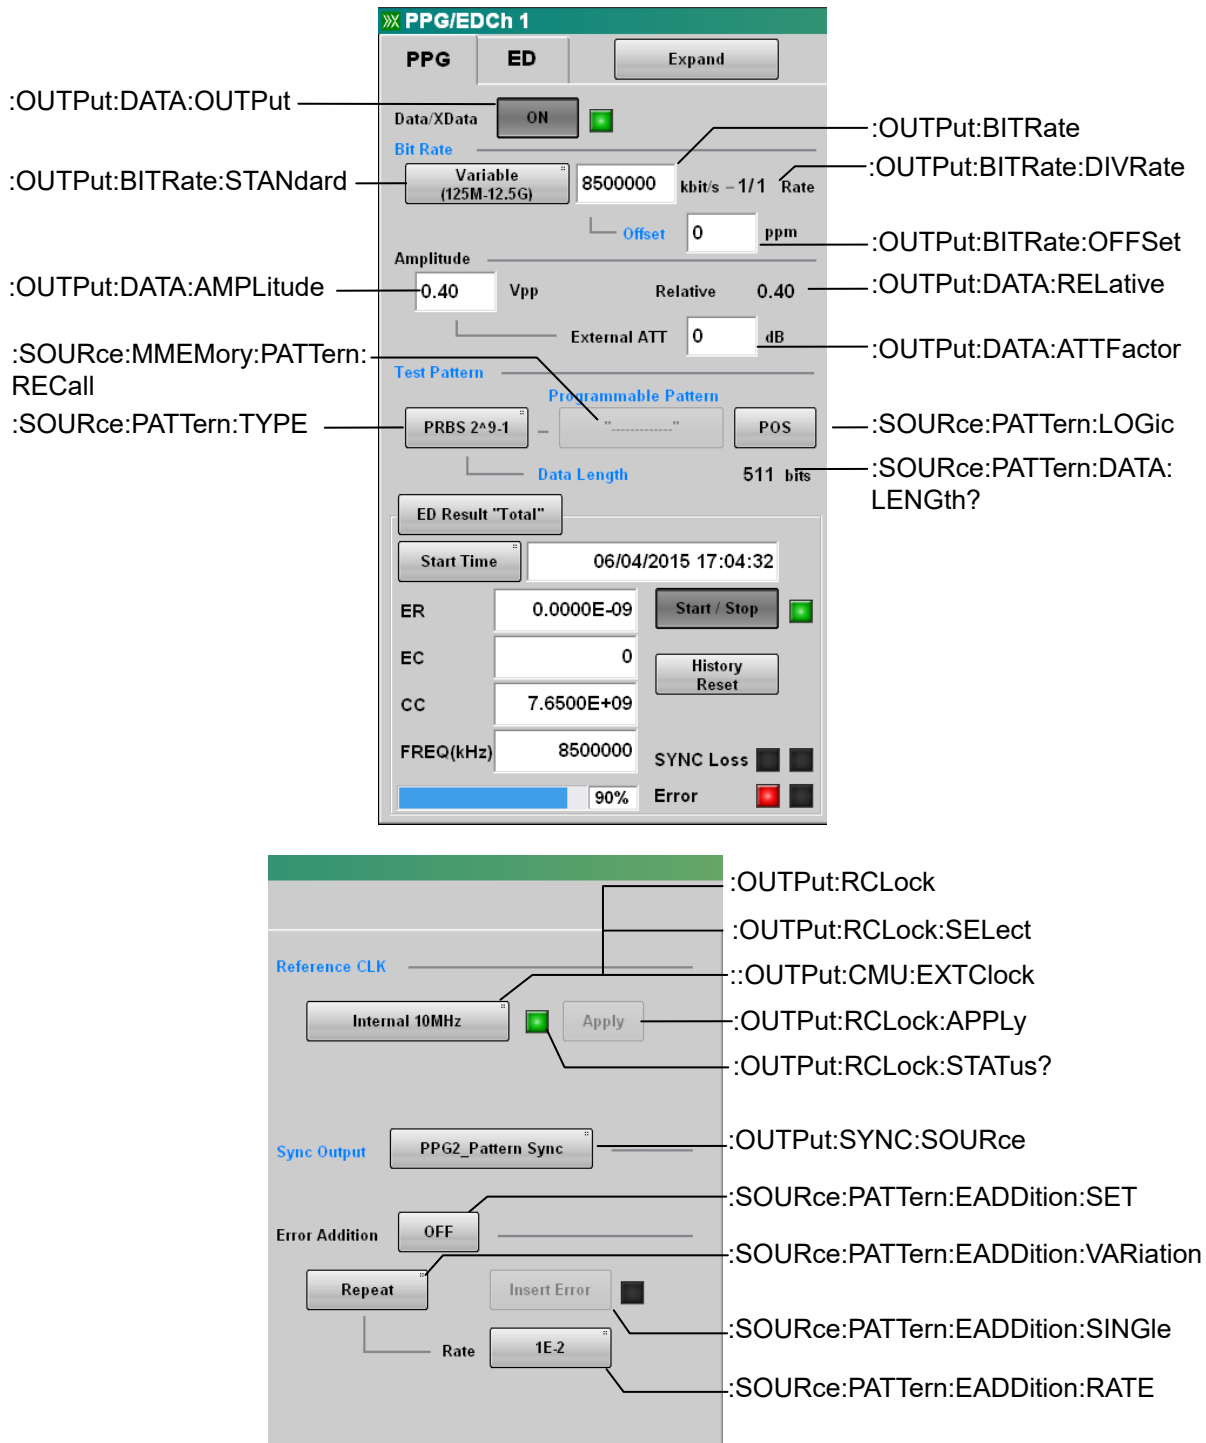 PPG/EDCh 1
PPG
ED
Expand
:OUTPut:DATA:OUTPut
Data/XData
ON
:OUTPut:BITRate
Bit Rate
:OUTPut:BITRate:STANdard
Variable
(125M-12.5G)
8500000
kbit/s
1/1
Rate
:OUTPut:BITRate:DIVRate
Offset
0
ppm
:OUTPut:BITRate:OFFSet
Amplitude
:OUTPut:DATA:AMPLitude
0.40
Vpp
Relative
0.40
:OUTPut:DATA:RELative
External ATT
0
dB
:OUTPut:DATA:ATTFactor
:SOURce:MMEMory:PATTern:
RECall
Test Pattern
Programmable Pattern
:SOURce:PATTern:TYPE
PRBS 2^9-1
"-------------"
POS
:SOURce:PATTern:LOGic
Data Length
511 bits
:SOURce:PATTern:DATA:
LENGth?
ED Result "Total"
Start Time
06/04/2015 17:04:32
ER
0.0000E-09
Start / Stop
EC
0
History
Reset
CC
7.6500E+09
FREQ(kHz)
8500000
SYNC Loss
90%
Error
:OUTPut:RCLock
:OUTPut:RCLock:SELect
Reference CLK
::OUTPut:CMU:EXTClock
Internal 10MHz
Apply
:OUTPut:RCLock:APPLy
:OUTPut:RCLock:STATus?
Sync Output
PPG2_Pattern Sync
:OUTPut:SYNC:SOURce
:SOURce:PATTern:EADDition:SET
Error Addition
OFF
:SOURce:PATTern:EADDition:VARiation
Repeat
Insert Error
:SOURce:PATTern:EADDition:SINGle
Rate
1E-2
:SOURce:PATTern:EADDition:RATE